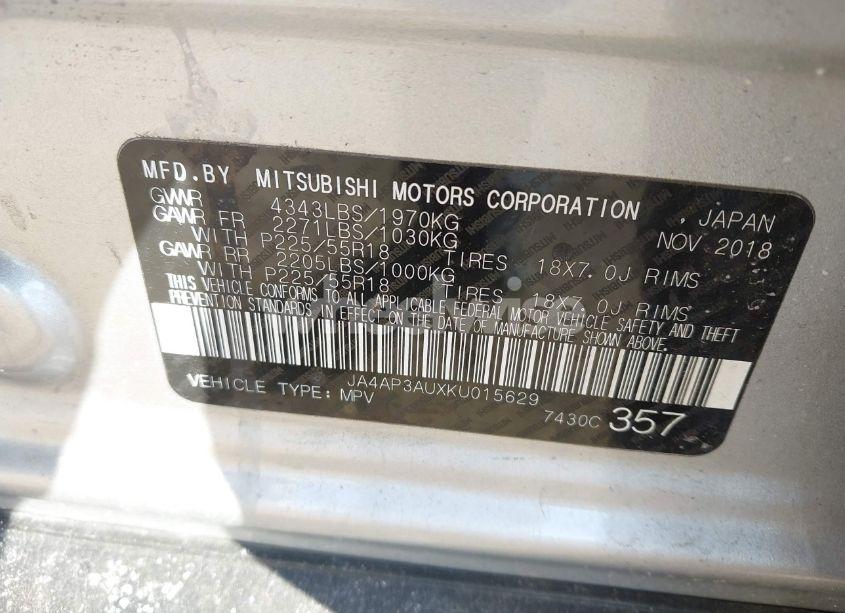 MFD.BY MITSUBISHI MOTORS CORPORATION, JAPAN
GVWR 4343LBS/1970KG NOV 2018
GAWR FR 2271LBS/1030KG
WITH P225/55R18 TIRES 18X7.0J RIMS
GAWR RR 2205LBS/1000KG
WITH P225/55R18 TIRES 18X7.0J RIMS
THIS VEHICLE CONFORMS TO ALL APPLICABLE FEDERAL MOTOR VEHICLE SAFETY AND THEFT
PREVENTION STANDARDS IN EFFECT ON THE DATE OF MANUFACTURE SHOWN ABOVE.
JA4AP3AUXKU015629
VEHICLE TYPE: MPV
7430C 357